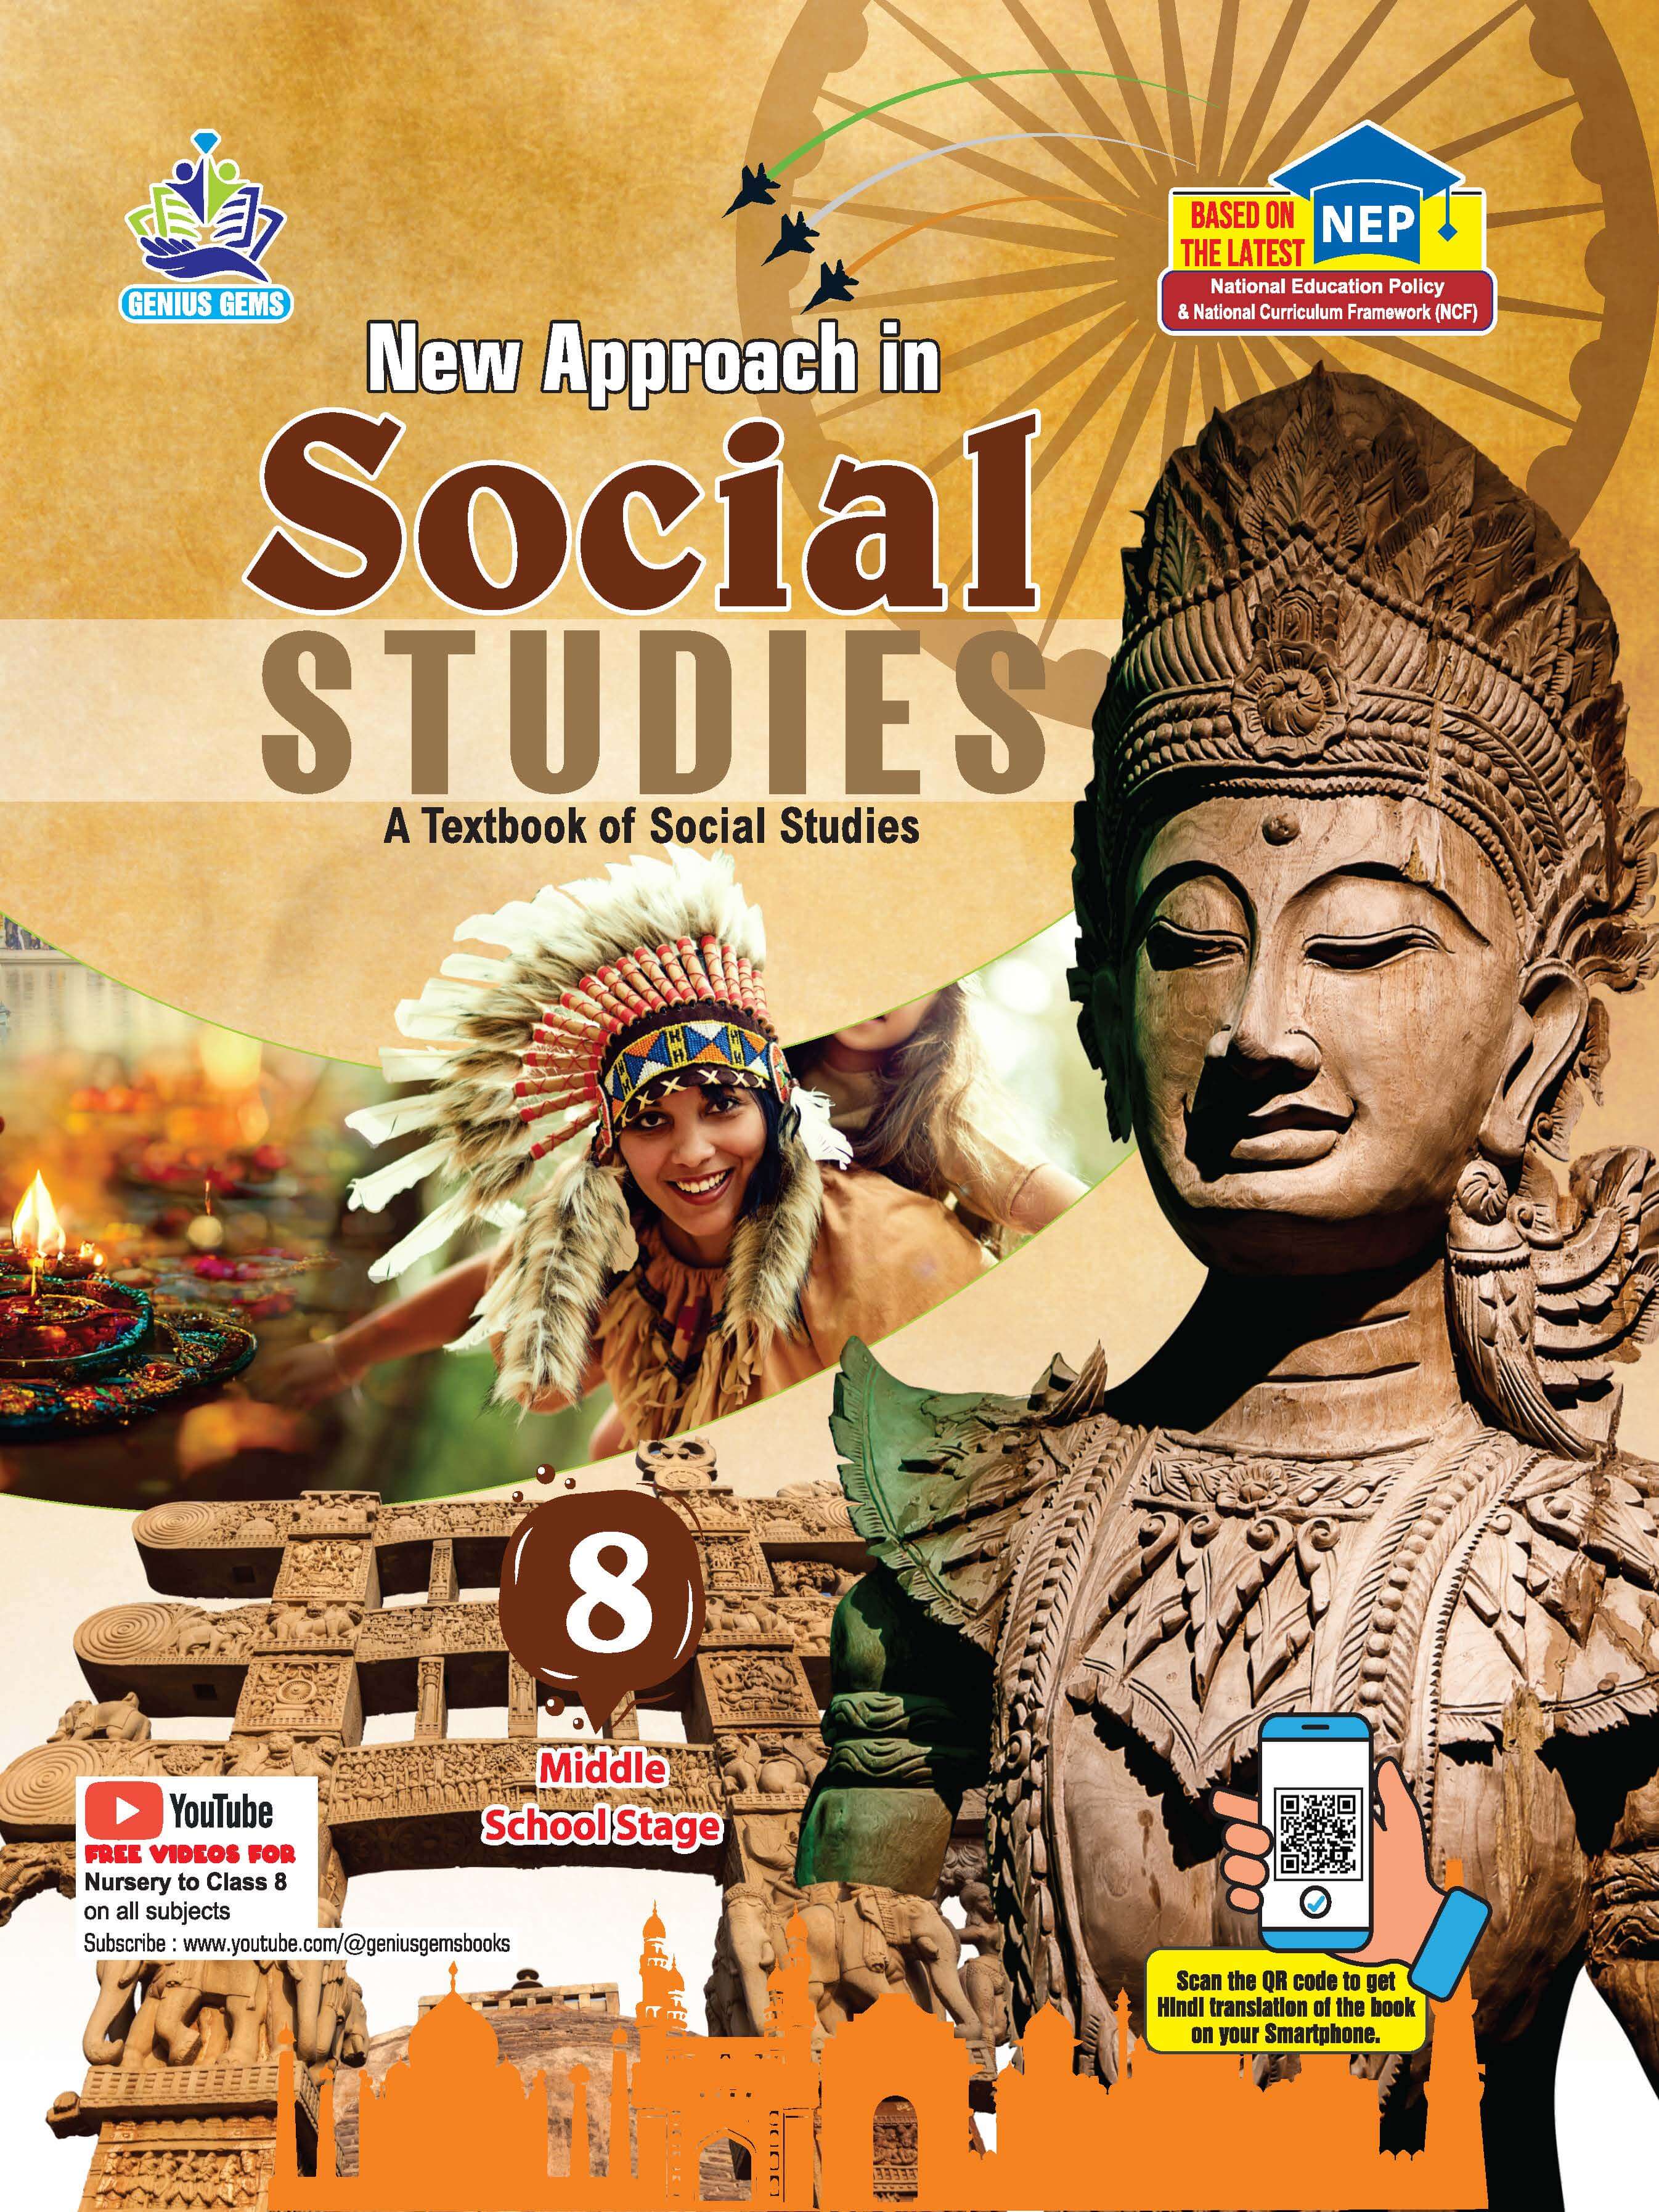 GENIUS GEMS
BASED ON
THE LATEST
NEP
National Education Policy
& National Curriculum Framework (NCF)
New Approach in
Social
STUDIES
A Textbook of Social Studies
8
Middle
School Stage
YouTube
FREE VIDEOS FOR
Nursery to Class 8
on all subjects
Subscribe : www.youtube.com/@geniusgemsbooks
Scan the QR code to get
HIndI translation of the book
on your Smartphone.